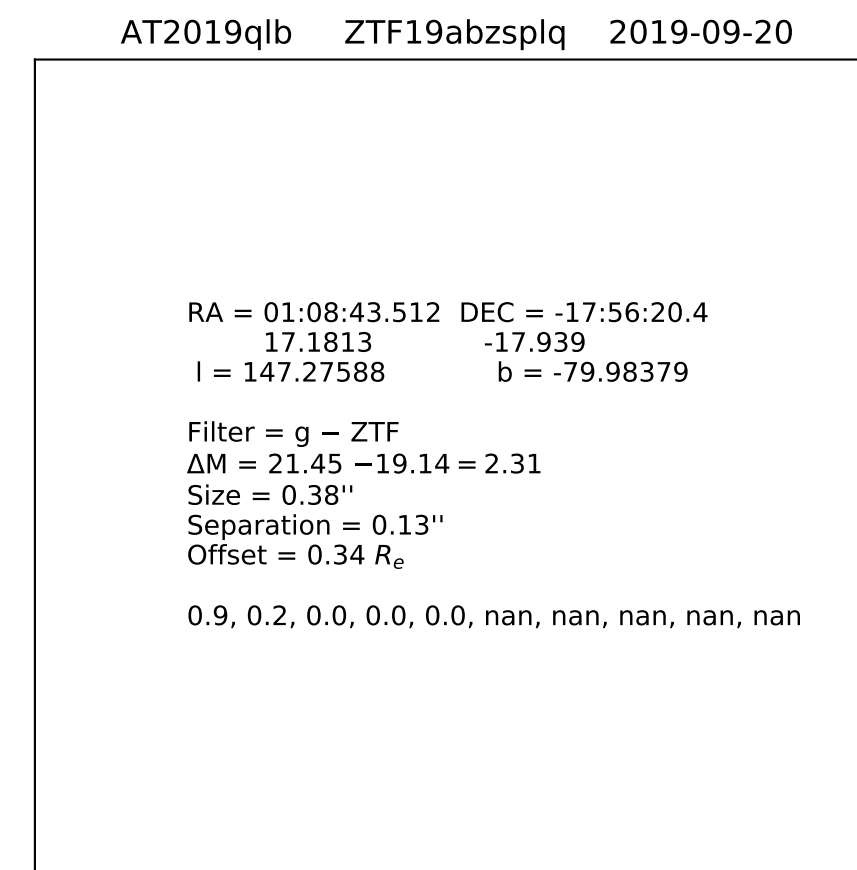 AT2019qlb ZTF19abzsplq 2019-09-20
RA = 01:08:43.512 DEC = -17:56:20.4
17.1813 -17.939
l = 147.27588 b = -79.98379
Filter = g − ZTF
ΔM = 21.45 −19.14 = 2.31
Size = 0.38''
Separation = 0.13''
Offset = 0.34 Rₑ
0.9, 0.2, 0.0, 0.0, 0.0, nan, nan, nan, nan, nan